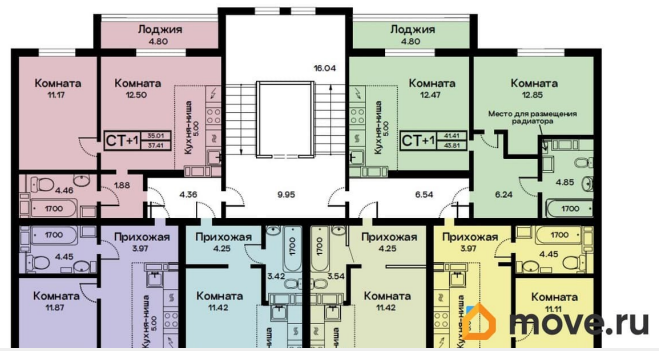 Лоджия
4.80
Лоджия
4.80
16.04
Комната
11.17
Комната
12.50
Комната
12.47
Комната
12.85
Место для размещения
радиатора
Кухня-ниша
5.00
Кухня-ниша
5.00
СТ+1
35.01
37.41
СТ+1
41.41
43.81
4.46
1.88
4.36
9.95
6.54
6.24
4.85
1700
1700
1700
Прихожая
3.97
Прихожая
4.25
1700
1700
Прихожая
4.25
Прихожая
3.97
1700
4.45
3.42
3.54
4.45
11.87
Кухня-ниша
5.00
11.42
11.42
Кухня-ниша
5.00
11.11
move.ru